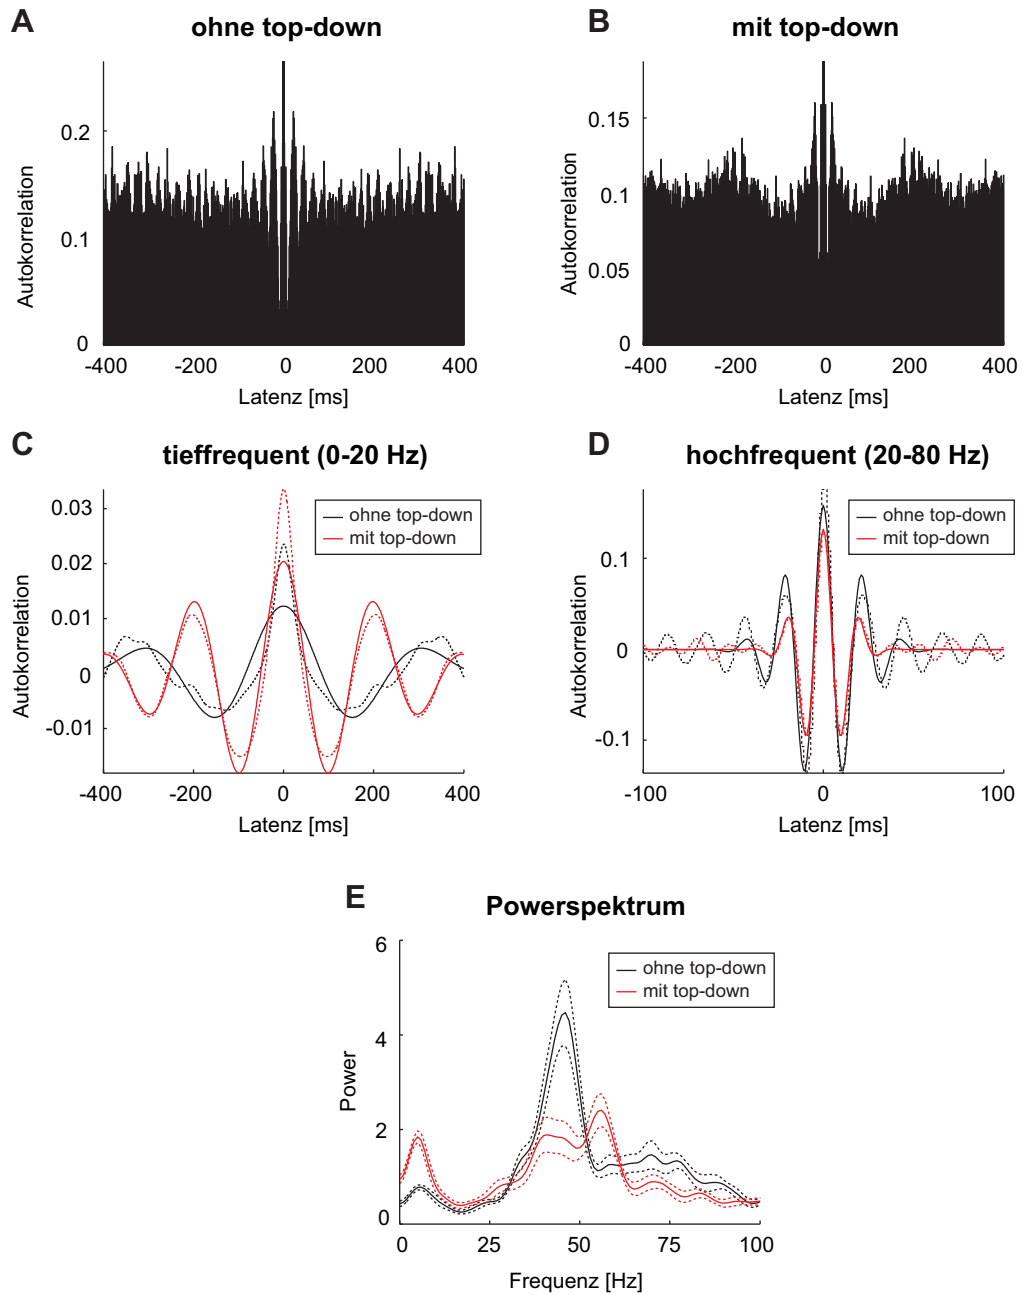 A
ohne top-down
Autokorrelation
0.2
0.1
0
-400 -200 0 200 400
Latenz [ms]
B
mit top-down
Autokorrelation
0.15
0.1
0.05
0
-400 -200 0 200 400
Latenz [ms]
C
tieffrequent (0-20 Hz)
ohne top-down
mit top-down
Autokorrelation
0.03
0.02
0.01
0
-0.01
-400 -200 0 200 400
Latenz [ms]
D
hochfrequent (20-80 Hz)
ohne top-down
mit top-down
Autokorrelation
0.1
0
-0.1
-100 0 100
Latenz [ms]
E
Powerspektrum
ohne top-down
mit top-down
Power
6
4
2
0
0 25 50 75 100
Frequenz [Hz]